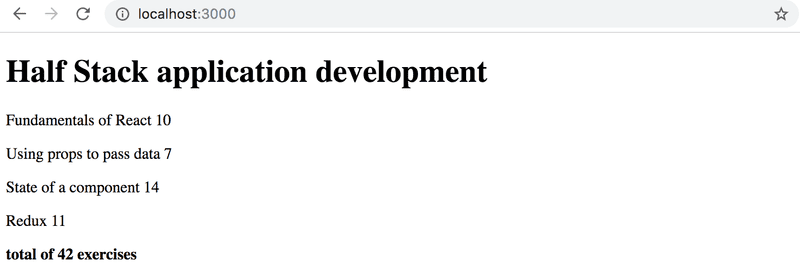 localhost:3000
Half Stack application development
Fundamentals of React 10
Using props to pass data 7
State of a component 14
Redux 11
total of 42 exercises